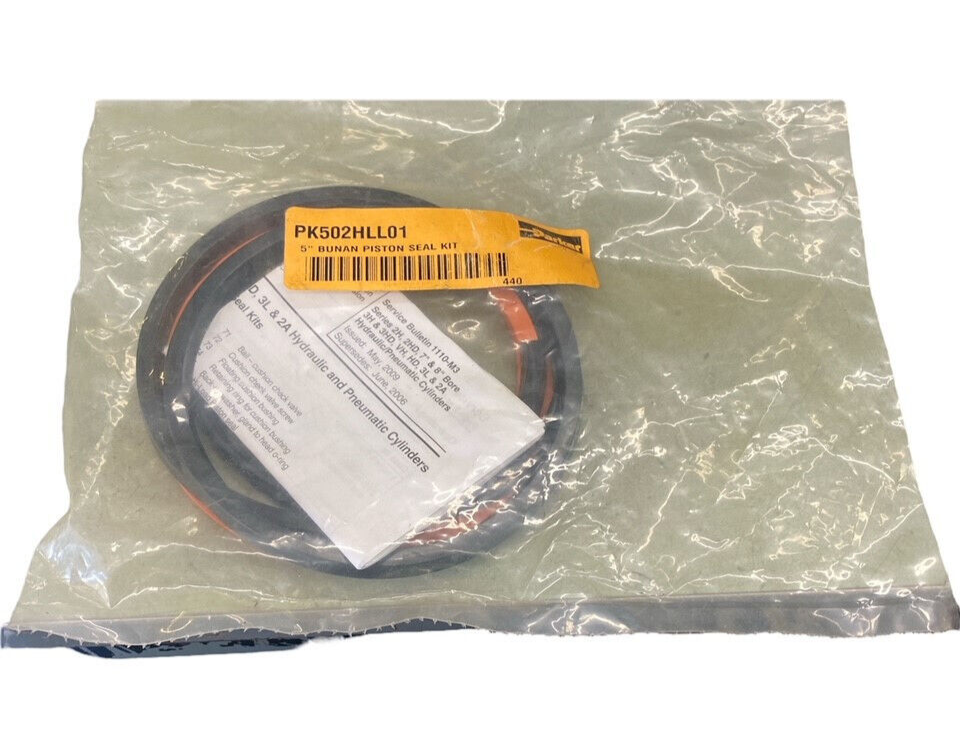 PK502HLL01
5" BUNAN PISTON SEAL KIT
Parker
440
Service Bulletin 1110-M3
Series 2H, 2HD, 7" & 8" Bore
3H & 3HD, VH, HD, 3L & 2A
Hydraulic/Pneumatic Cylinders
Issued: May, 2009
Supersedes: June, 2006
D, 3L & 2A Hydraulic and Pneumatic Cylinders
eal Kits
71 Ball – cushion check valve
72 Cushion check valve screw
73 Floating cushion bushing
Retaining ring for cushion bushing
Back-up washer, gland to head o-ring